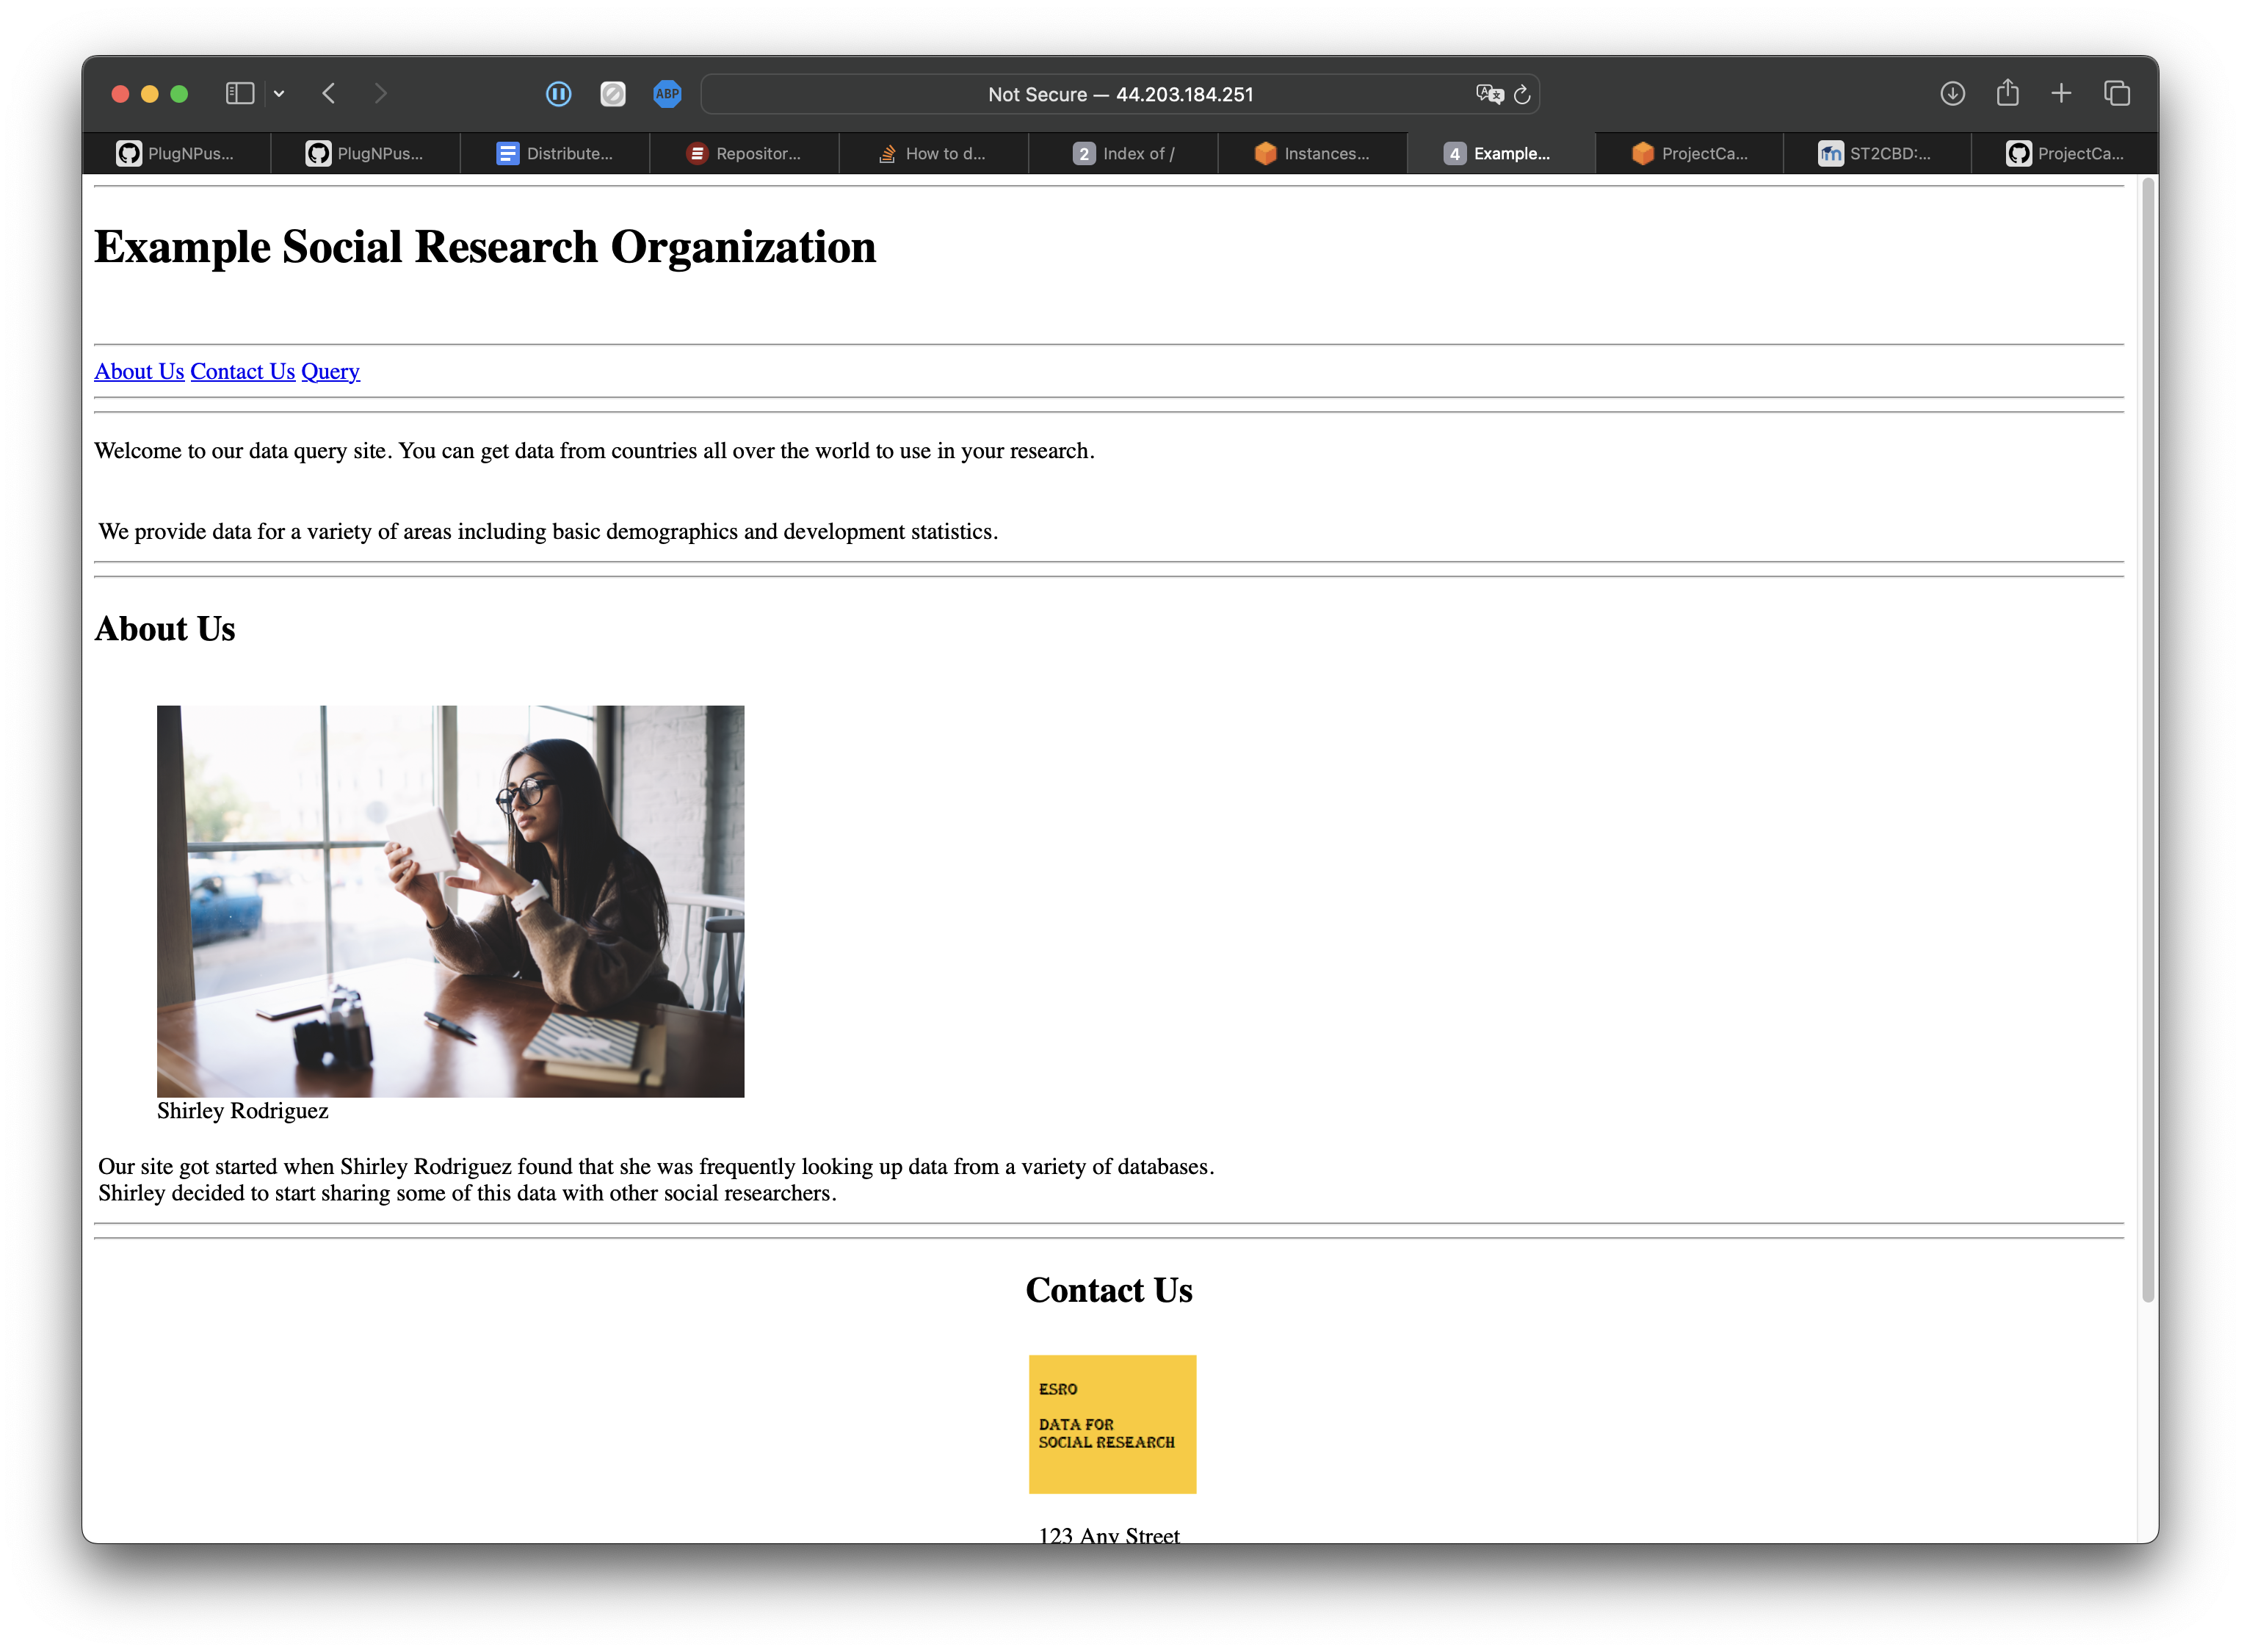 ABP
Not Secure — 44.203.184.251
PlugNPus...
PlugNPus...
Distribute...
Repositor...
How to d...
2 Index of /
Instances...
4 Example...
ProjectCa...
ST2CBD:...
ProjectCa...
Example Social Research Organization
About Us Contact Us Query
Welcome to our data query site. You can get data from countries all over the world to use in your research.
We provide data for a variety of areas including basic demographics and development statistics.
About Us
Shirley Rodriguez
Our site got started when Shirley Rodriguez found that she was frequently looking up data from a variety of databases.
Shirley decided to start sharing some of this data with other social researchers.
Contact Us
ESRO
DATA FOR
SOCIAL RESEARCH
123 Any Street